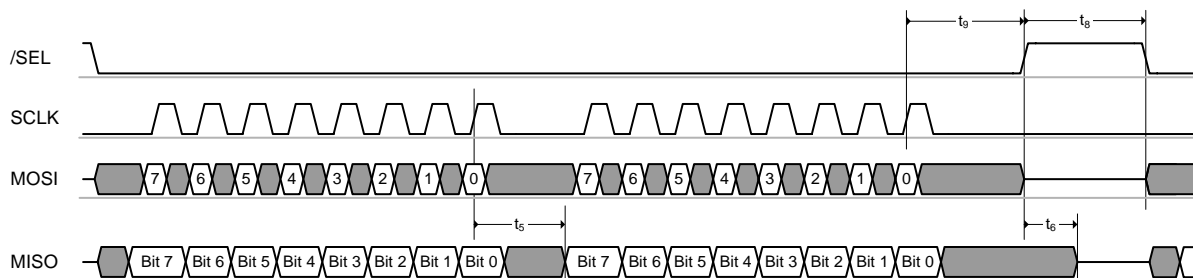 t₉ t₈
/SEL
SCLK
MOSI 7 6 5 4 3 2 1 0 7 6 5 4 3 2 1 0
t₅ t₆
MISO Bit 7 Bit 6 Bit 5 Bit 4 Bit 3 Bit 2 Bit 1 Bit 0 Bit 7 Bit 6 Bit 5 Bit 4 Bit 3 Bit 2 Bit 1 Bit 0